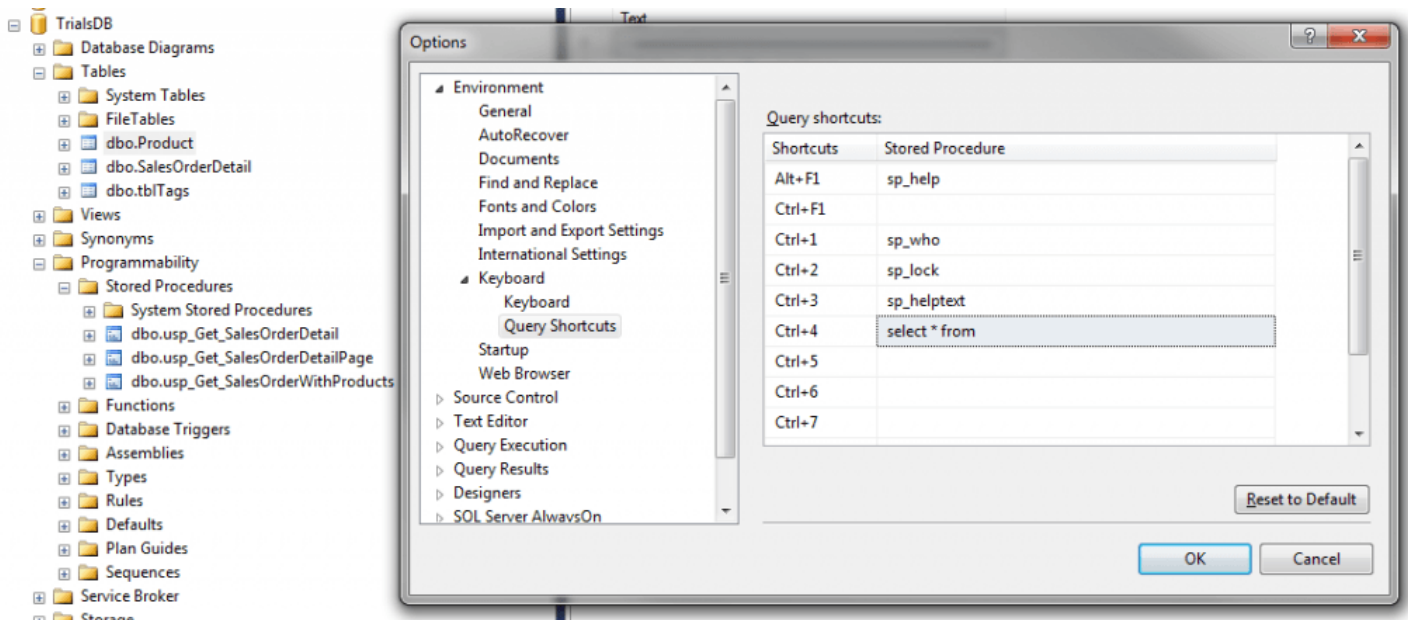 TrialsDB
Database Diagrams
Tables
System Tables
FileTables
dbo.Product
dbo.SalesOrderDetail
dbo.tblTags
Views
Synonyms
Programmability
Stored Procedures
System Stored Procedures
dbo.usp_Get_SalesOrderDetail
dbo.usp_Get_SalesOrderDetailPage
dbo.usp_Get_SalesOrderWithProducts
Functions
Database Triggers
Assemblies
Types
Rules
Defaults
Plan Guides
Sequences
Service Broker
Storage
Text
Options
Environment
General
AutoRecover
Documents
Find and Replace
Fonts and Colors
Import and Export Settings
International Settings
Keyboard
Keyboard
Query Shortcuts
Startup
Web Browser
Source Control
Text Editor
Query Execution
Query Results
Designers
SQL Server AlwaysOn
Query shortcuts:
Shortcuts Stored Procedure
Alt+F1 sp_help
Ctrl+F1
Ctrl+1 sp_who
Ctrl+2 sp_lock
Ctrl+3 sp_helptext
Ctrl+4 select * from
Ctrl+5
Ctrl+6
Ctrl+7
Reset to Default
OK Cancel